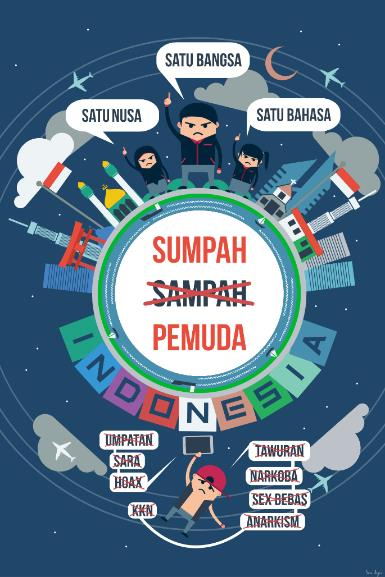 SATU BANGSA
SATU NUSA
SATU BAHASA
SUMPAH
SAMPAH
PEMUDA
INDONESIA
UMPATAN
SARA
HOAX
KKN
TAWURAN
NARKOBA
SEX BEBAS
ANARKISM